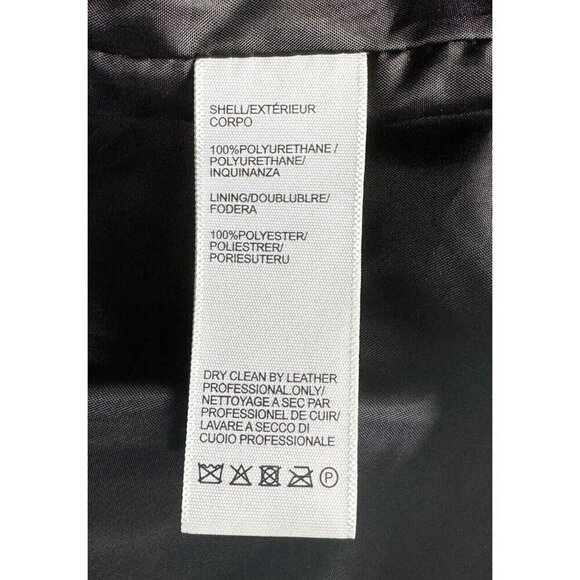 SHELL/EXTÉRIEUR
CORPO
100%POLYURETHANE/
POLYURETHANE/
INQUINANZA
LINING/DOUBLUBLRE/
FODERA
100%POLYESTER/
POLIESTRER/
PORIESUTERU
DRY CLEAN BY LEATHER
PROFESSIONAL.ONLY/
NETTOYAGE A SEC PAR
PROFESSIONEL DE CUIR/
LAVARE A SECCO DI
CUOIO PROFESSIONALE
P